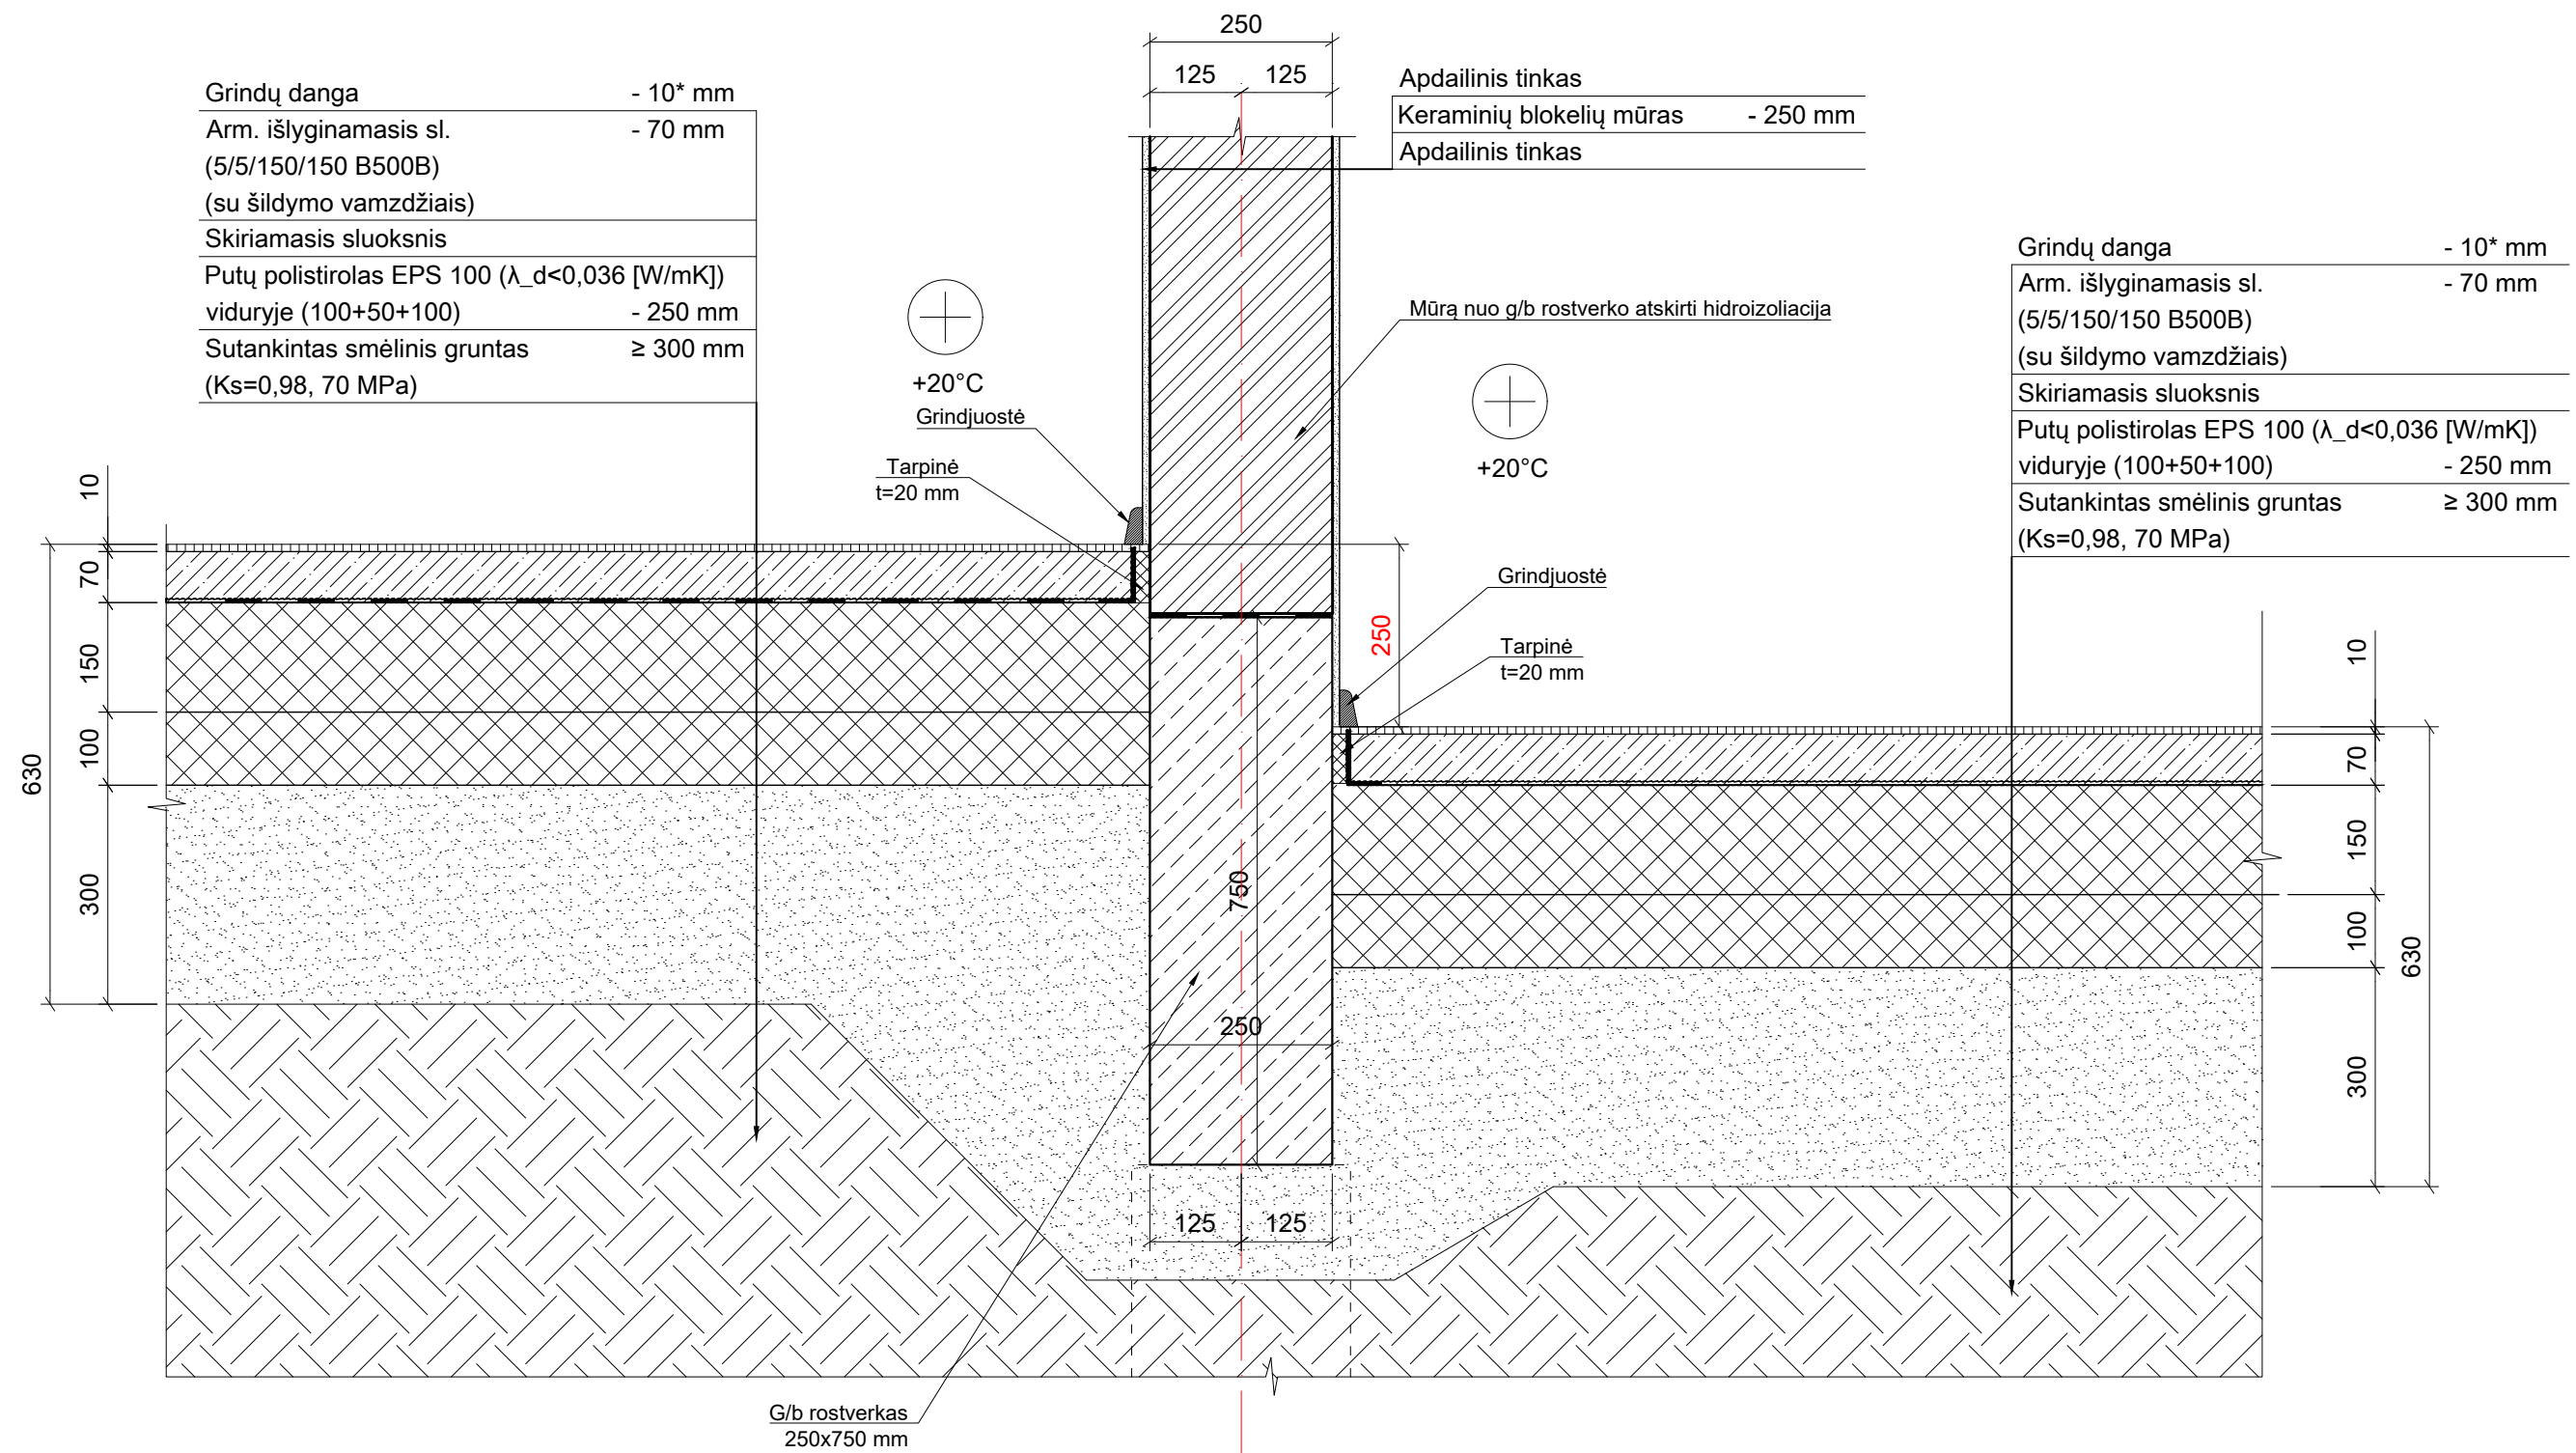 250
125 125
Grindų danga - 10* mm
Arm. išlyginamasis sl. - 70 mm
(5/5/150/150 B500B)
(su šildymo vamzdžiais)
Skiriamasis sluoksnis
Putų polistirolas EPS 100 (λ_d<0,036 [W/mK])
viduryje (100+50+100) - 250 mm
Sutankintas smėlinis gruntas ≥ 300 mm
(Ks=0,98, 70 MPa)
Apdailinis tinkas
Keraminių blokelių mūras - 250 mm
Apdailinis tinkas
Mūrą nuo g/b rostverko atskirti hidroizoliacija
Grindų danga - 10* mm
Arm. išlyginamasis sl. - 70 mm
(5/5/150/150 B500B)
(su šildymo vamzdžiais)
Skiriamasis sluoksnis
Putų polistirolas EPS 100 (λ_d<0,036 [W/mK])
viduryje (100+50+100) - 250 mm
Sutankintas smėlinis gruntas ≥ 300 mm
(Ks=0,98, 70 MPa)
+20°C
Grindjuostė
Tarpinė
t=20 mm
+20°C
Grindjuostė
Tarpinė
t=20 mm
10
70
150
100
300
630
250
750
250
125 125
10
70
150
100
300
630
G/b rostverkas
250x750 mm